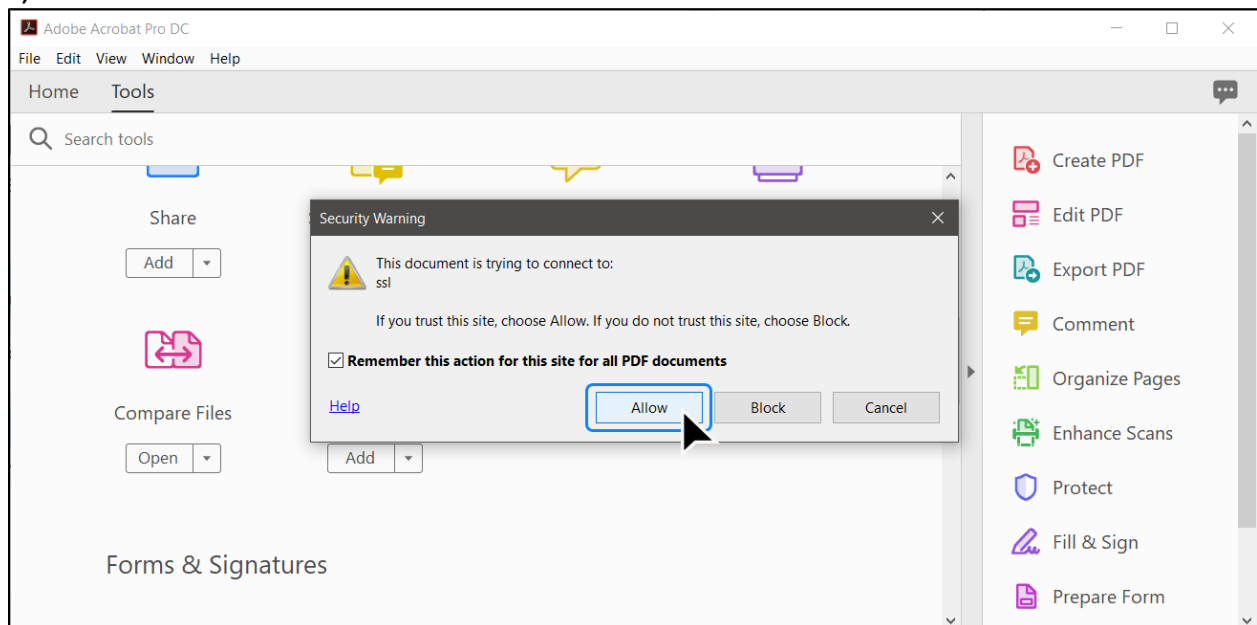 Adobe Acrobat Pro DC
File Edit View Window Help
Home Tools
Search tools
Share
Add
Compare Files
Open
Add
Forms & Signatures
Security Warning
This document is trying to connect to:
ssl
If you trust this site, choose Allow. If you do not trust this site, choose Block.
Remember this action for this site for all PDF documents
Help
Allow Block Cancel
Create PDF
Edit PDF
Export PDF
Comment
Organize Pages
Enhance Scans
Protect
Fill & Sign
Prepare Form